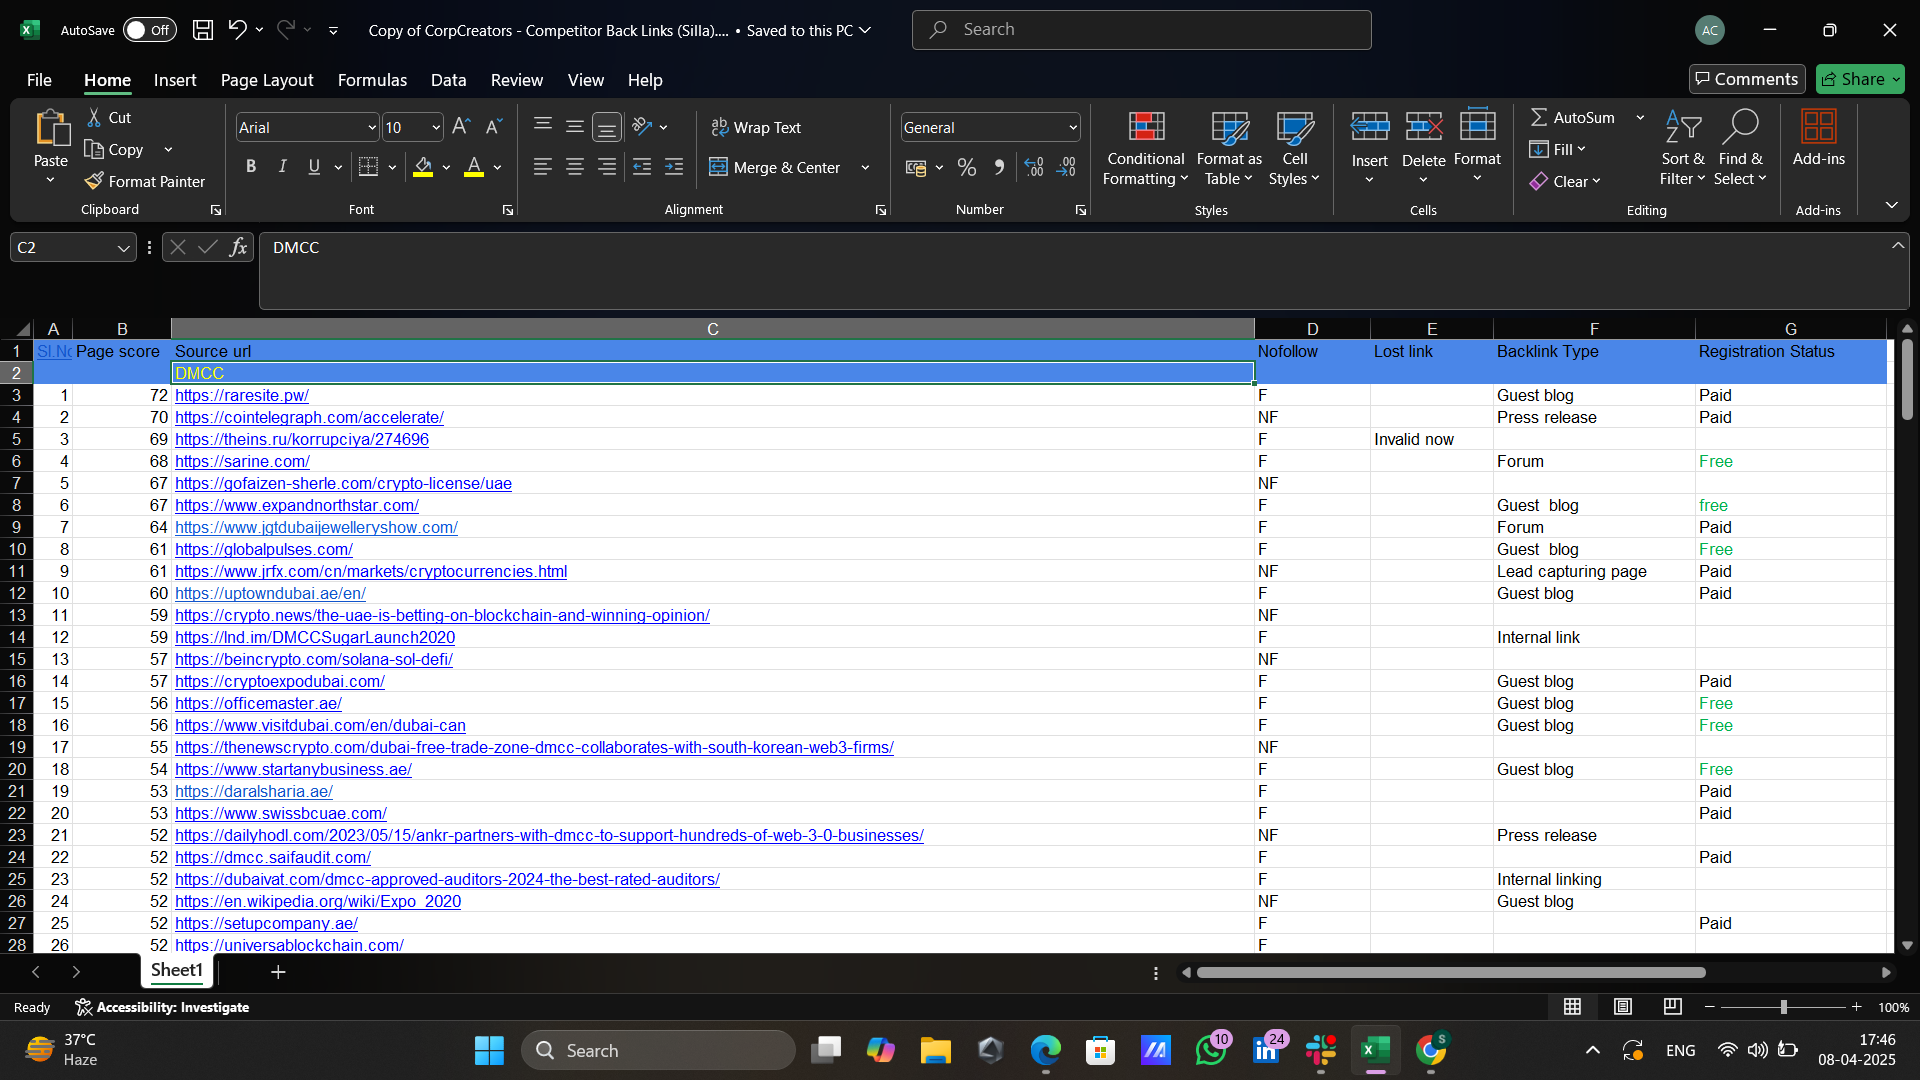 AutoSave Off Copy of CorpCreators - Competitor Back Links (Silla).... • Saved to this PC Search AC
File Home Insert Page Layout Formulas Data Review View Help Comments Share
Paste Cut Copy Format Painter Clipboard
Arial 10 B I U A Font
Wrap Text Merge & Center Alignment
General Number
Conditional Formatting Format as Table Cell Styles Styles
Insert Delete Format Cells
AutoSum Fill Clear Sort & Filter Find & Select Editing
Add-ins Add-ins
C2 fx DMCC
A B C D E F G
1 Sl.No Page score Source url Nofollow Lost link Backlink Type Registration Status
2 DMCC
3 1 72 https://raresite.pw/ F Guest blog Paid
4 2 70 https://cointelegraph.com/accelerate/ NF Press release Paid
5 3 69 https://theins.ru/korrupciya/274696 F Invalid now
6 4 68 https://sarine.com/ F Forum Free
7 5 67 https://gofaizen-sherle.com/crypto-license/uae NF
8 6 67 https://www.expandnorthstar.com/ F Guest  blog free
9 7 64 https://www.jgtdubaijewelleryshow.com/ F Forum Paid
10 8 61 https://globalpulses.com/ F Guest  blog Free
11 9 61 https://www.jrfx.com/cn/markets/cryptocurrencies.html NF Lead capturing page Paid
12 10 60 https://uptowndubai.ae/en/ F Guest blog Paid
13 11 59 https://crypto.news/the-uae-is-betting-on-blockchain-and-winning-opinion/ NF
14 12 59 https://lnd.im/DMCCSugarLaunch2020 F Internal link
15 13 57 https://beincrypto.com/solana-sol-defi/ NF
16 14 57 https://cryptoexpodubai.com/ F Guest blog Paid
17 15 56 https://officemaster.ae/ F Guest blog Free
18 16 56 https://www.visitdubai.com/en/dubai-can F Guest blog Free
19 17 55 https://thenewscrypto.com/dubai-free-trade-zone-dmcc-collaborates-with-south-korean-web3-firms/ NF
20 18 54 https://www.startanybusiness.ae/ F Guest blog Free
21 19 53 https://daralsharia.ae/ F Paid
22 20 53 https://www.swissbcuae.com/ F Paid
23 21 52 https://dailyhodl.com/2023/05/15/ankr-partners-with-dmcc-to-support-hundreds-of-web-3-0-businesses/ NF Press release
24 22 52 https://dmcc.saifaudit.com/ F Paid
25 23 52 https://dubaivat.com/dmcc-approved-auditors-2024-the-best-rated-auditors/ F Internal linking
26 24 52 https://en.wikipedia.org/wiki/Expo_2020 NF Guest blog
27 25 52 https://setupcompany.ae/ F Paid
28 26 52 https://universablockchain.com/ F
Sheet1
Ready Accessibility: Investigate 100%
37°C Haze Search 10 24 S ENG 17:46 08-04-2025